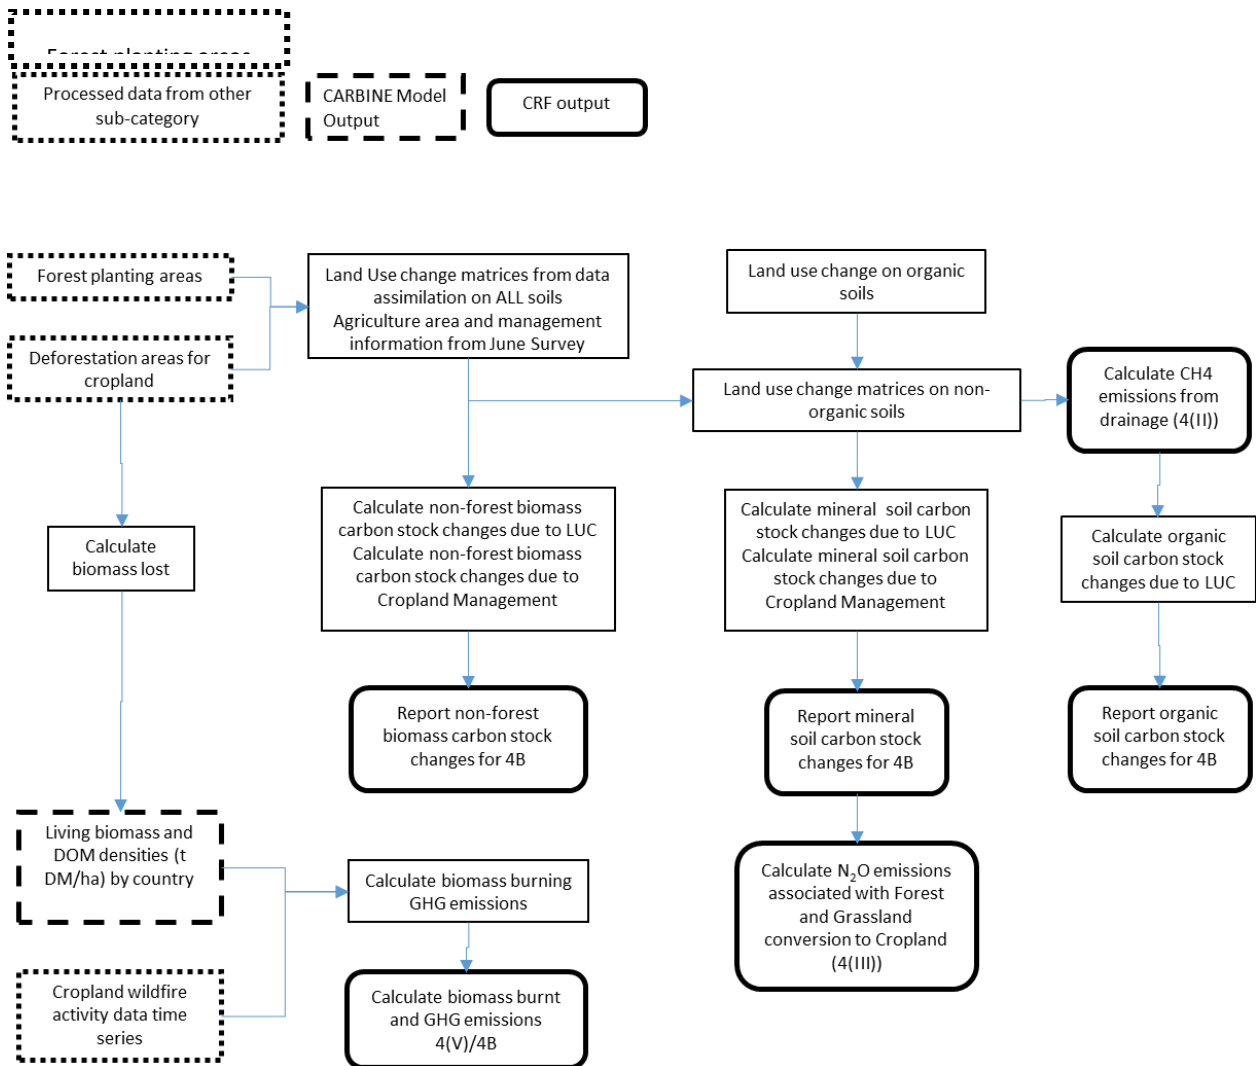 Forest planting areas
Processed data from other
sub-category
CARBINE Model
Output
CRF output
Forest planting areas
Deforestation areas for
cropland
Land Use change matrices from data
assimilation on ALL soils
Agriculture area and management
information from June Survey
Land use change on organic
soils
Land use change matrices on non-
organic soils
Calculate CH4
emissions from
drainage (4(II))
Calculate
biomass lost
Calculate non-forest biomass
carbon stock changes due to LUC
Calculate non-forest biomass
carbon stock changes due to
Cropland Management
Calculate mineral soil carbon
stock changes due to LUC
Calculate mineral soil carbon
stock changes due to
Cropland Management
Calculate organic
soil carbon stock
changes due to LUC
Report non-forest
biomass carbon stock
changes for 4B
Report mineral
soil carbon stock
changes for 4B
Report organic
soil carbon stock
changes for 4B
Living biomass and
DOM densities (t
DM/ha) by country
Calculate biomass burning
GHG emissions
Calculate N₂O emissions
associated with Forest
and Grassland
conversion to Cropland
(4(III))
Cropland wildfire
activity data time
series
Calculate biomass burnt
and GHG emissions
4(V)/4B